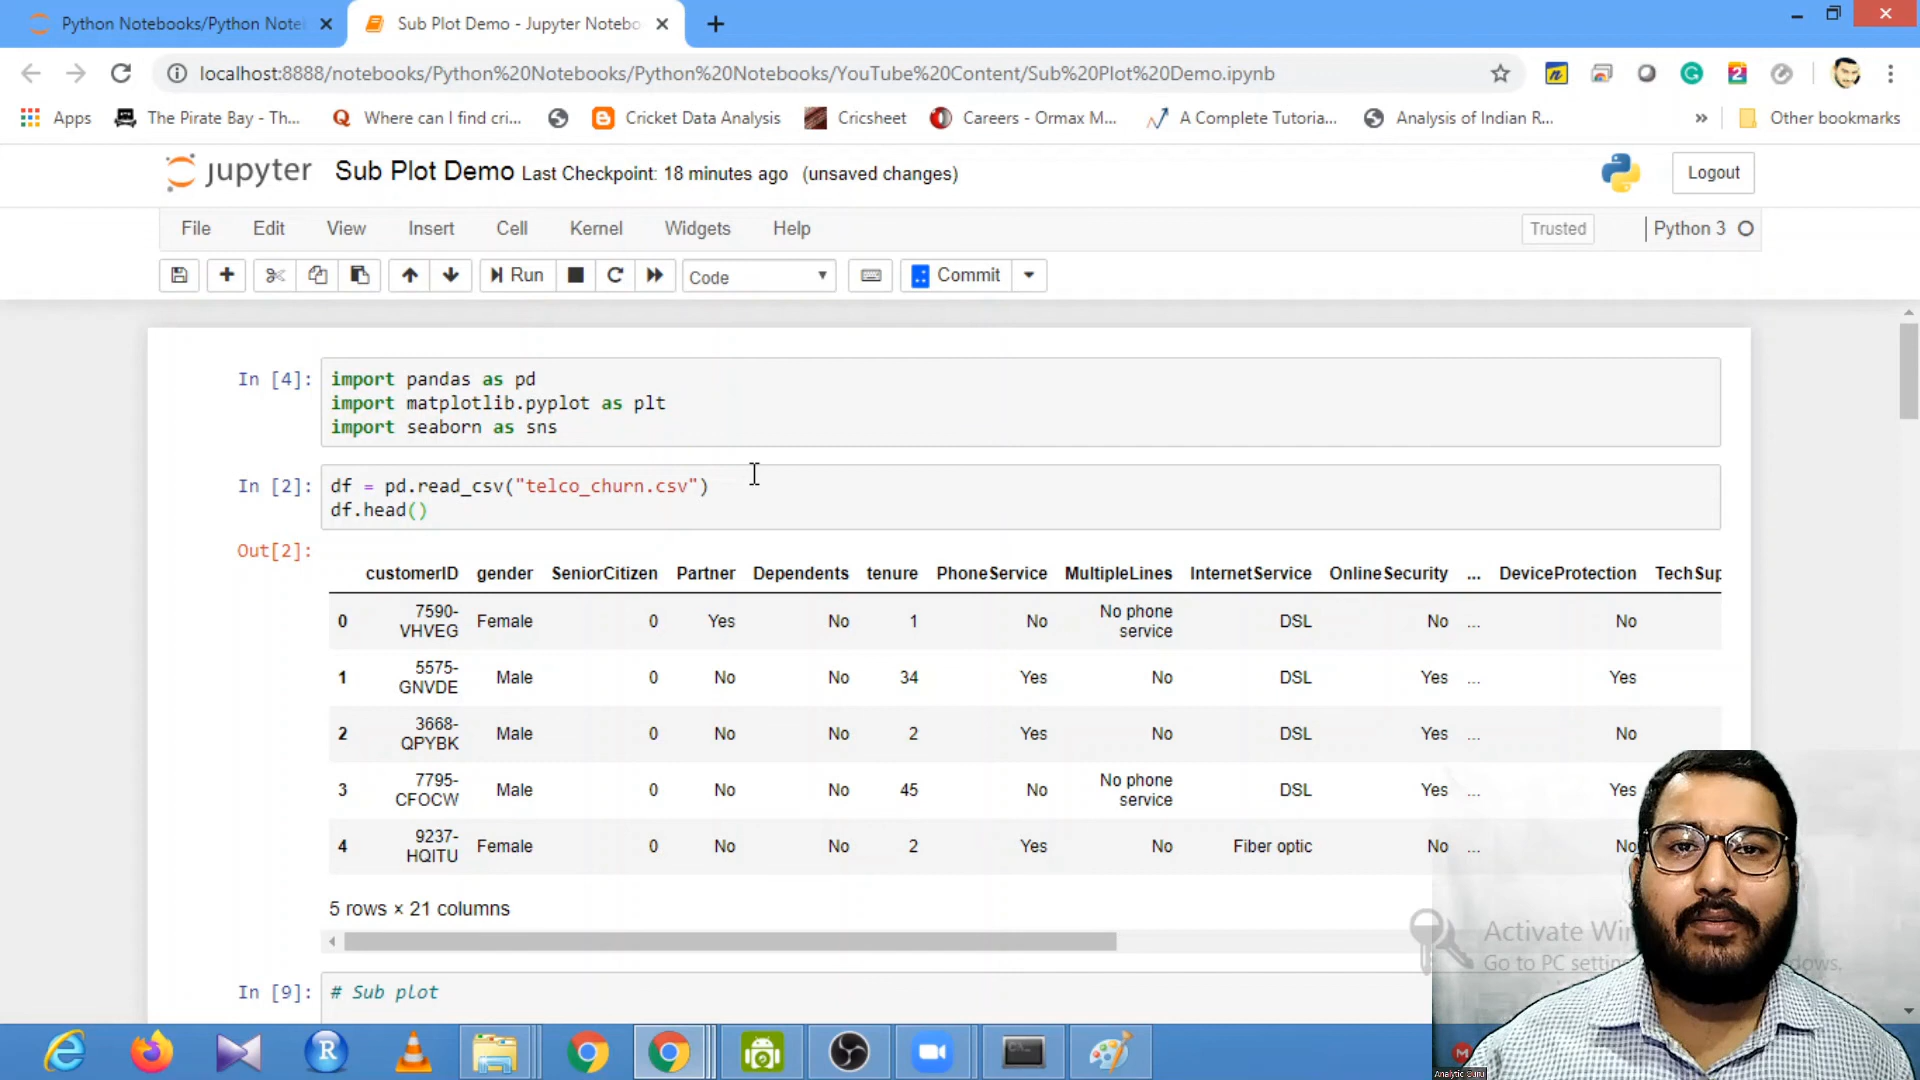 Python Notebooks/Python Note
Sub Plot Demo - Jupyter Notebo
localhost:8888/notebooks/Python%20Notebooks/Python%20Notebooks/YouTube%20Content/Sub%20Plot%20Demo.ipynb
Apps The Pirate Bay - Th... Where can I find cri... Cricket Data Analysis Cricsheet Careers - Ormax M... A Complete Tutoria... Analysis of Indian R... » Other bookmarks
jupyter Sub Plot Demo Last Checkpoint: 18 minutes ago (unsaved changes) Logout
File Edit View Insert Cell Kernel Widgets Help Trusted Python 3
Run Code Commit
In [4]: import pandas as pd
import matplotlib.pyplot as plt
import seaborn as sns
In [2]: df = pd.read_csv("telco_churn.csv")
df.head()
Out[2]:
customerID gender SeniorCitizen Partner Dependents tenure PhoneService MultipleLines InternetService OnlineSecurity ... DeviceProtection TechSup
0 7590-VHVEG Female 0 Yes No 1 No No phone service DSL No ... No
1 5575-GNVDE Male 0 No No 34 Yes No DSL Yes ... Yes
2 3668-QPYBK Male 0 No No 2 Yes No DSL Yes ... No
3 7795-CFOCW Male 0 No No 45 No No phone service DSL Yes ... Yes
4 9237-HQITU Female 0 No No 2 Yes No Fiber optic No ... No
5 rows × 21 columns
Activate Wi
Go to PC settin dows.
In [9]: # Sub plot
Analytic Guru